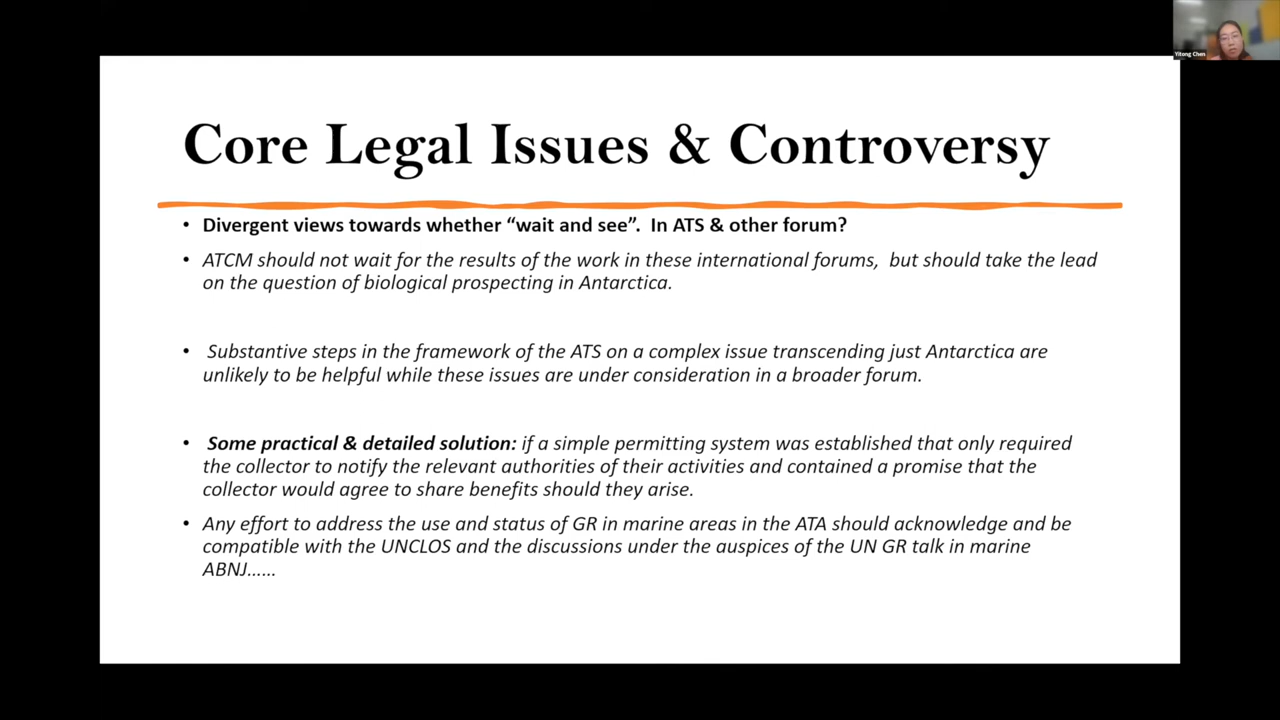 Yitong Chen
Core Legal Issues & Controversy
• Divergent views towards whether “wait and see”.  In ATS & other forum?
• ATCM should not wait for the results of the work in these international forums,  but should take the lead
on the question of biological prospecting in Antarctica.
•  Substantive steps in the framework of the ATS on a complex issue transcending just Antarctica are
unlikely to be helpful while these issues are under consideration in a broader forum.
•  Some practical & detailed solution: if a simple permitting system was established that only required
the collector to notify the relevant authorities of their activities and contained a promise that the
collector would agree to share benefits should they arise.
• Any effort to address the use and status of GR in marine areas in the ATA should acknowledge and be
compatible with the UNCLOS and the discussions under the auspices of the UN GR talk in marine
ABNJ......